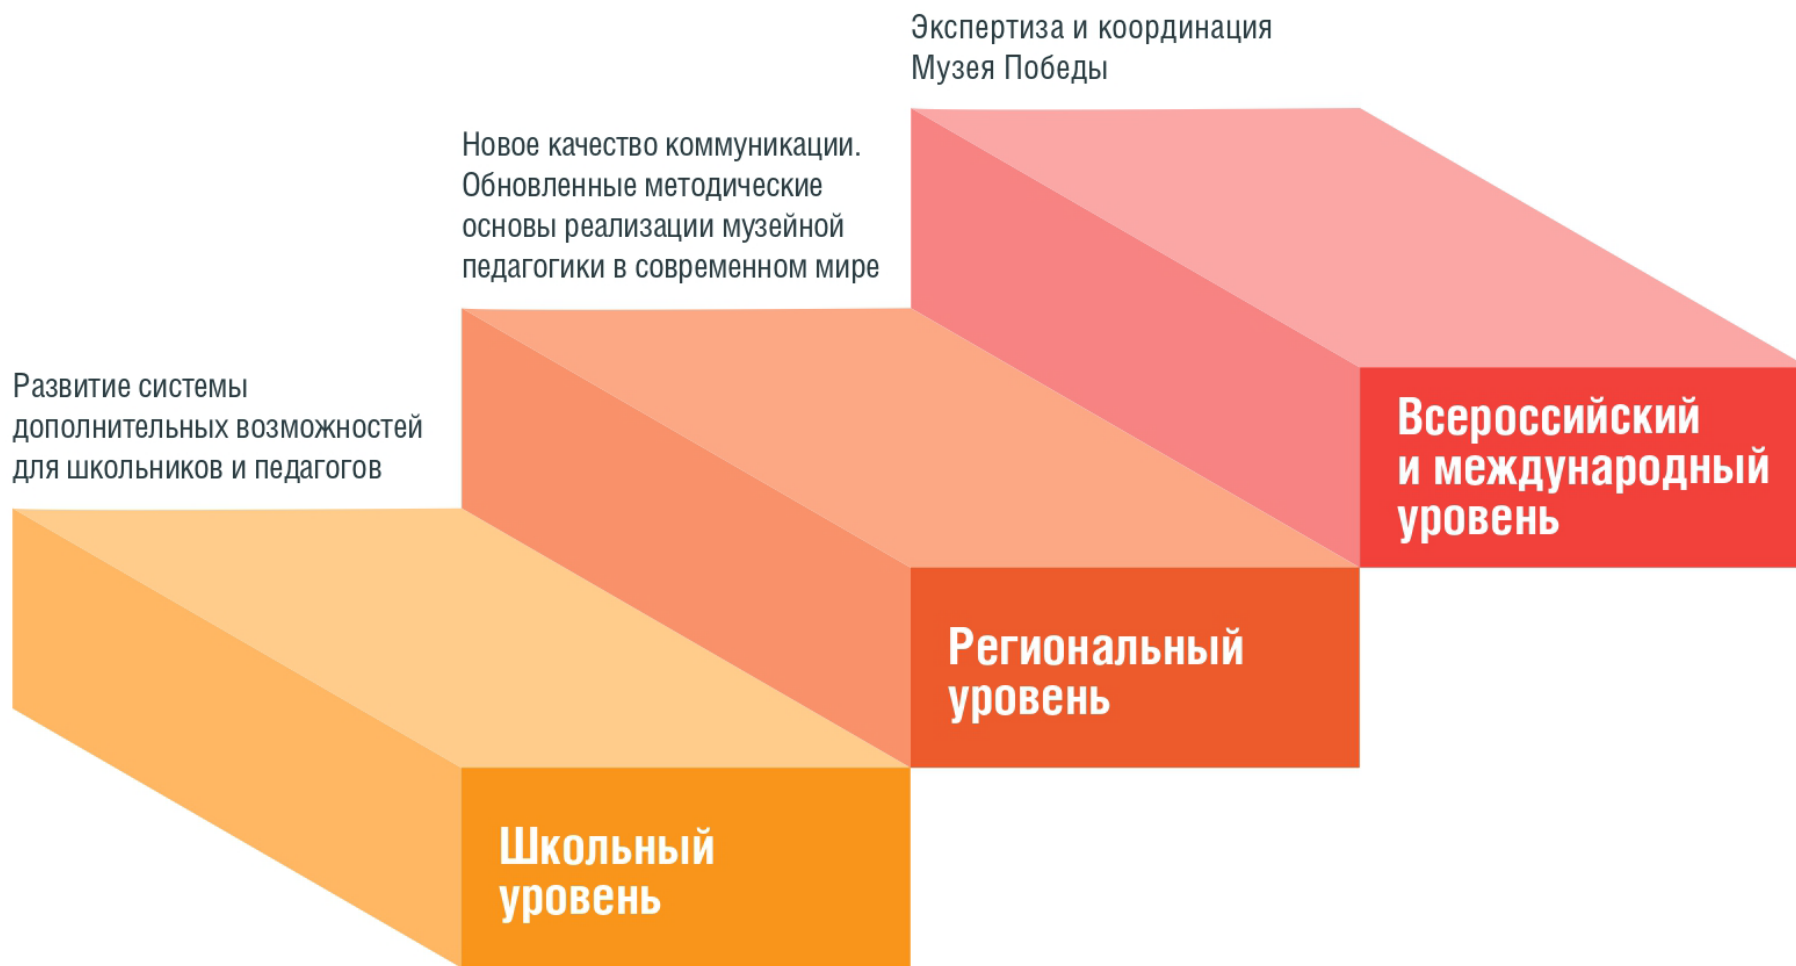 Экспертиза и координация
Музея Победы
Новое качество коммуникации.
Обновленные методические
основы реализации музейной
педагогики в современном мире
Развитие системы
дополнительных возможностей
для школьников и педагогов
Всероссийский
и международный
уровень
Региональный
уровень
Школьный
уровень